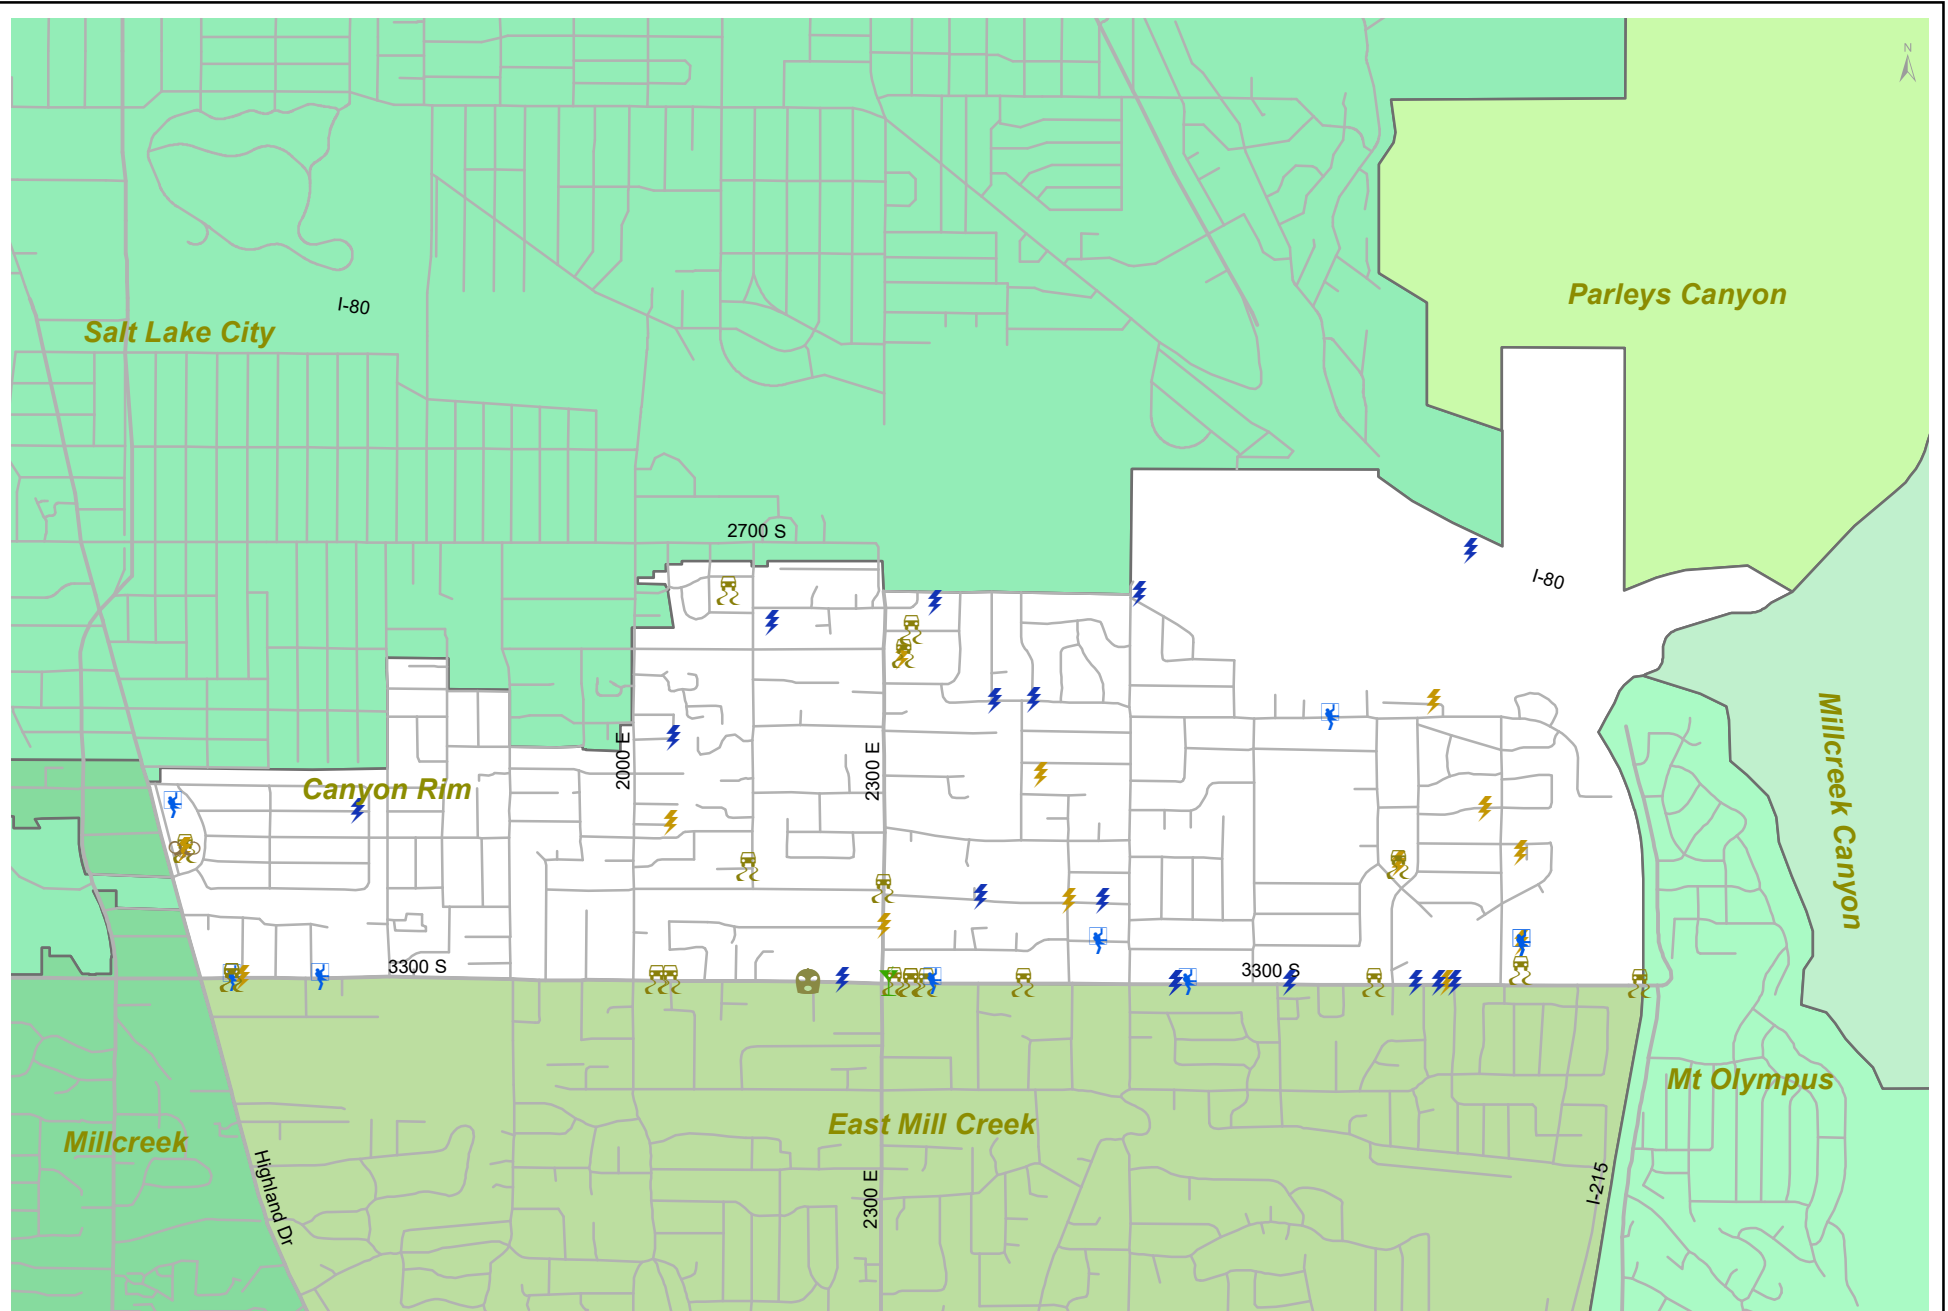 N
Parleys Canyon
I-80
Salt Lake City
2700 S
I-80
Millcreek Canyon
2000 E
2300 E
Canyon Rim
3300 S
3300 S
Mt Olympus
East Mill Creek
Millcreek
Highland Dr
2300 E
I-215